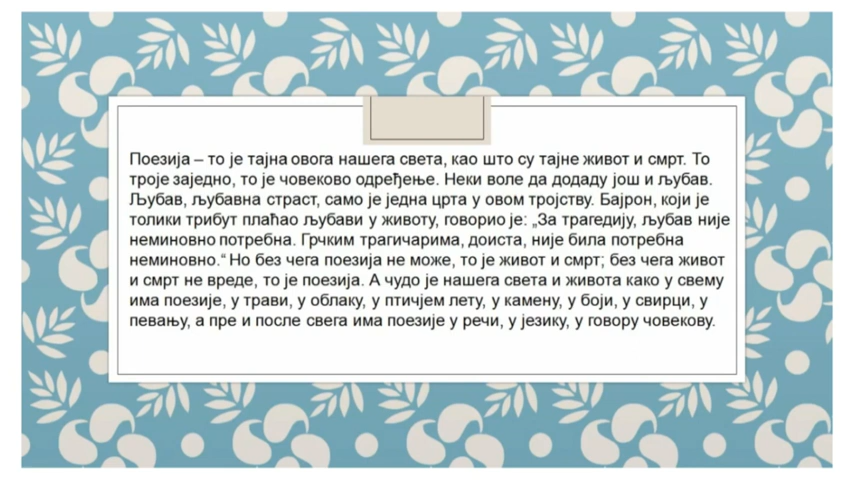 Поезија – то је тајна овога нашега света, као што су тајне живот и смрт. То
троје заједно, то је човеково одређење. Неки воле да додају још и љубав.
Љубав, љубавна страст, само је једна црта у овом тројству. Бајрон, који је
толики трибут плаћао љубави у животу, говорио је: „За трагедију, љубав није
неминовно потребна. Грчким трагичарима, доиста, није била потребна
неминовно.“ Но без чега поезија не може, то је живот и смрт; без чега живот
и смрт не вреде, то је поезија. А чудо је нашега света и живота како у свему
има поезије, у трави, у облаку, у птичјем лету, у камену, у боји, у свирци, у
певању, а пре и после свега има поезије у речи, у језику, у говору човекову.